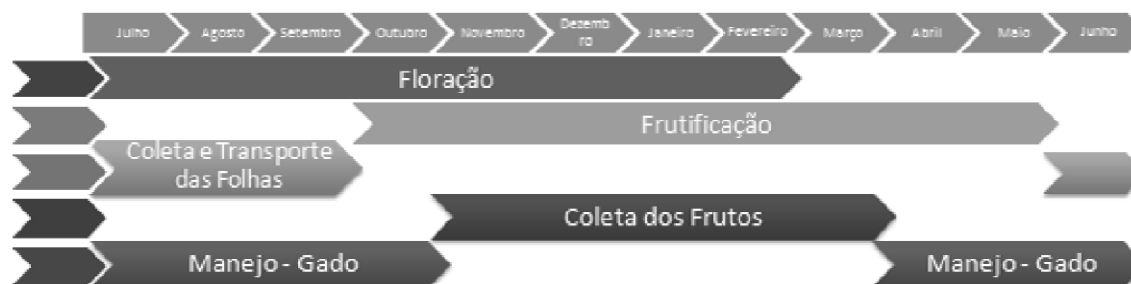 Julho Agosto Setembro Outubro Novembro Dezemb Janeiro Fevereiro Março Abril Maio Junho
ro
Floração
Frutificação
Coleta e Transporte
das Folhas
Coleta dos Frutos
Manejo - Gado Manejo - Gado